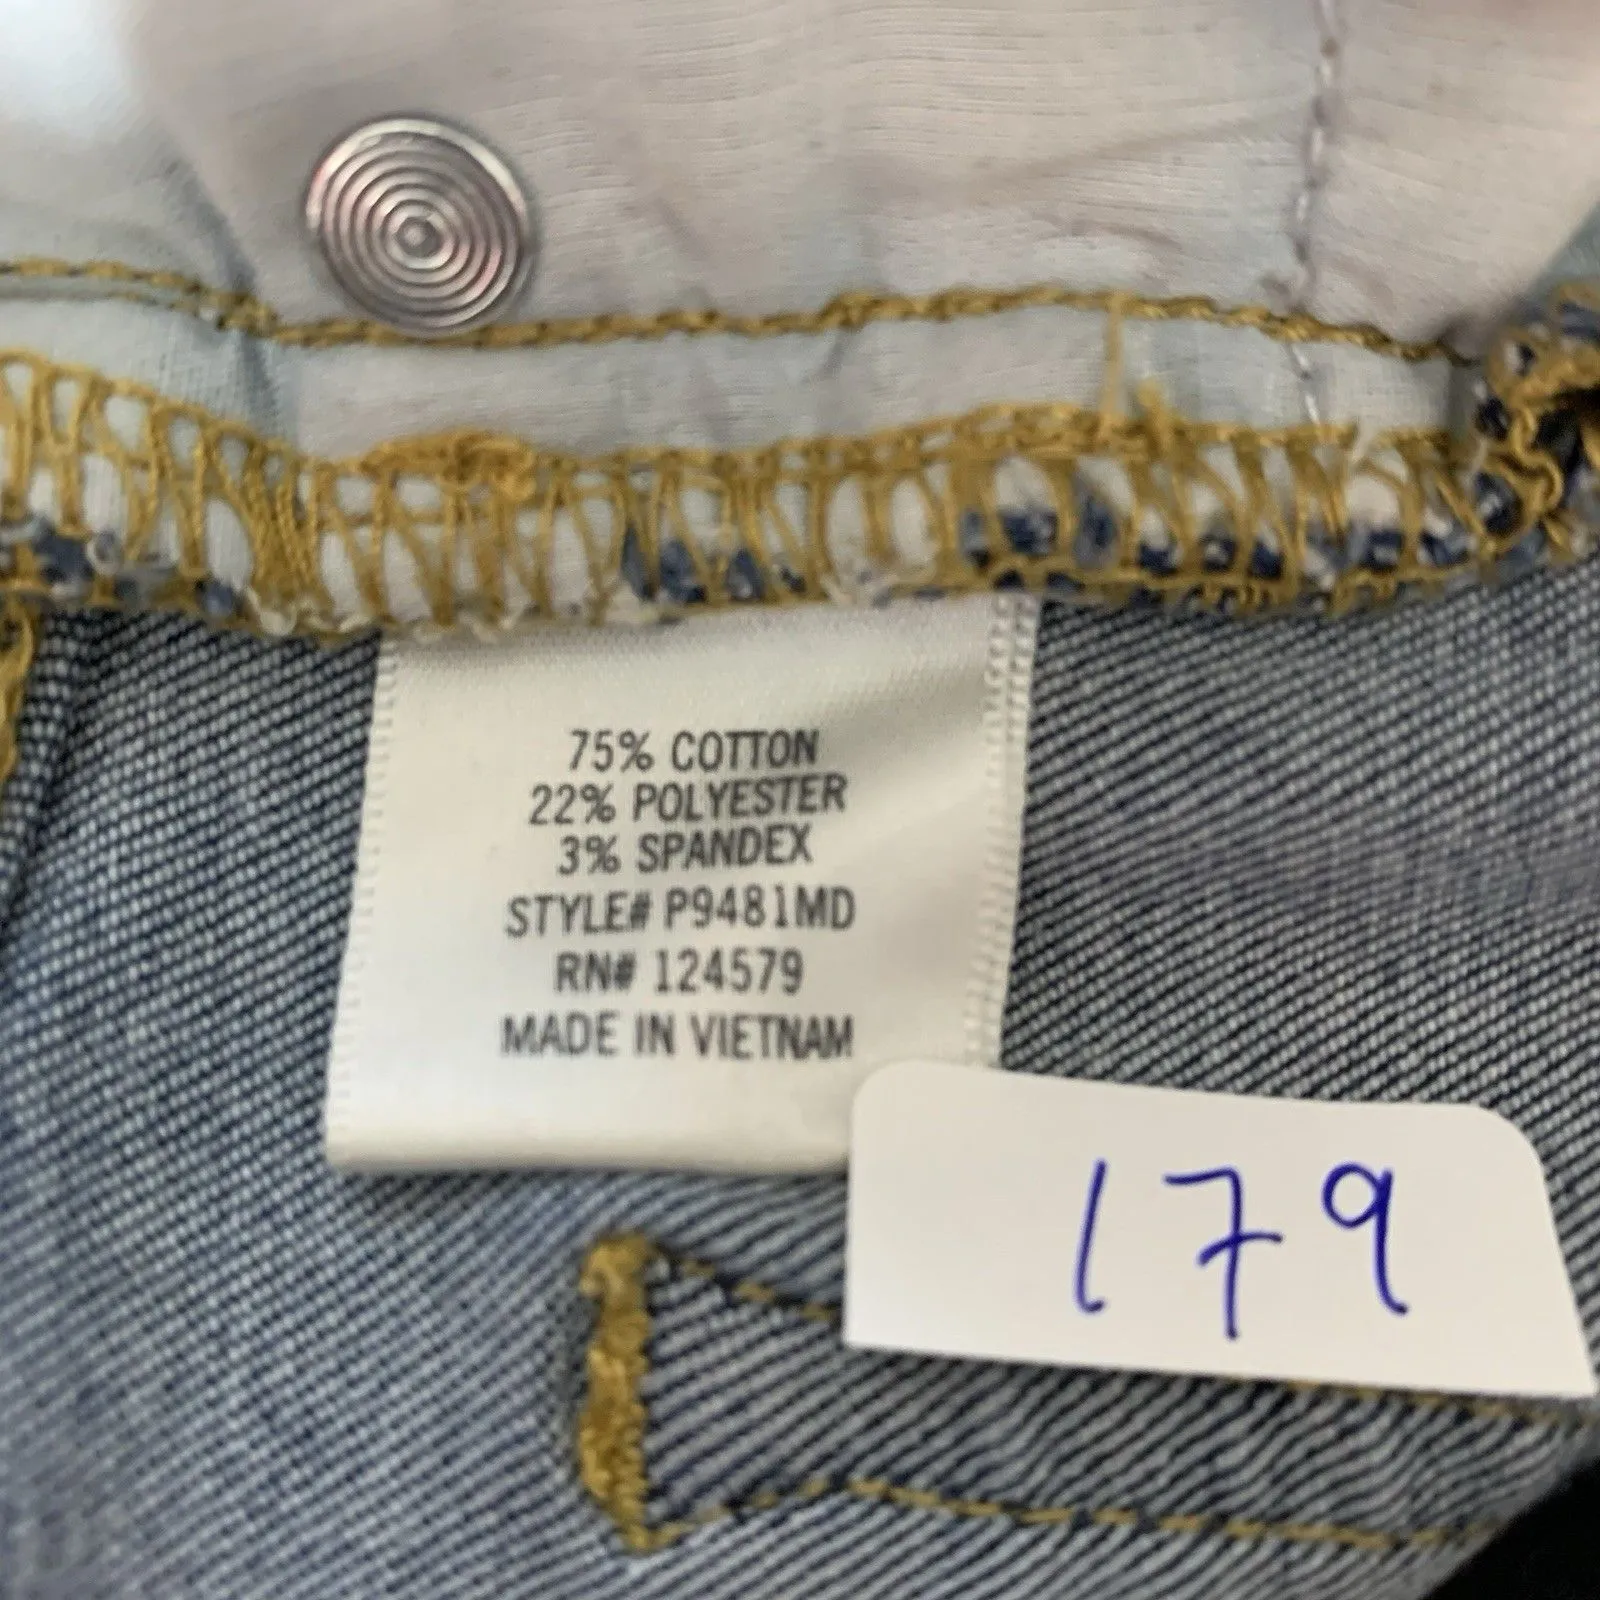 75% COTTON
22% POLYESTER
3% SPANDEX
STYLE# P9481MD
RN# 124579
MADE IN VIETNAM
179